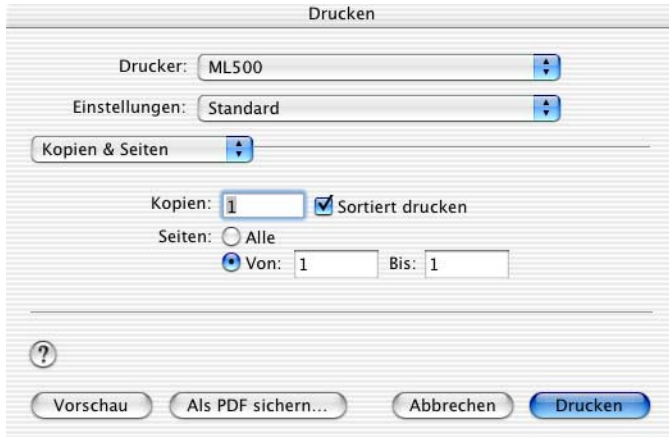 Drucken
Drucker: ML500
Einstellungen: Standard
Kopien & Seiten
Kopien: 1 Sortiert drucken
Seiten: Alle
Von: 1 Bis: 1
?
Vorschau Als PDF sichern... Abbrechen Drucken